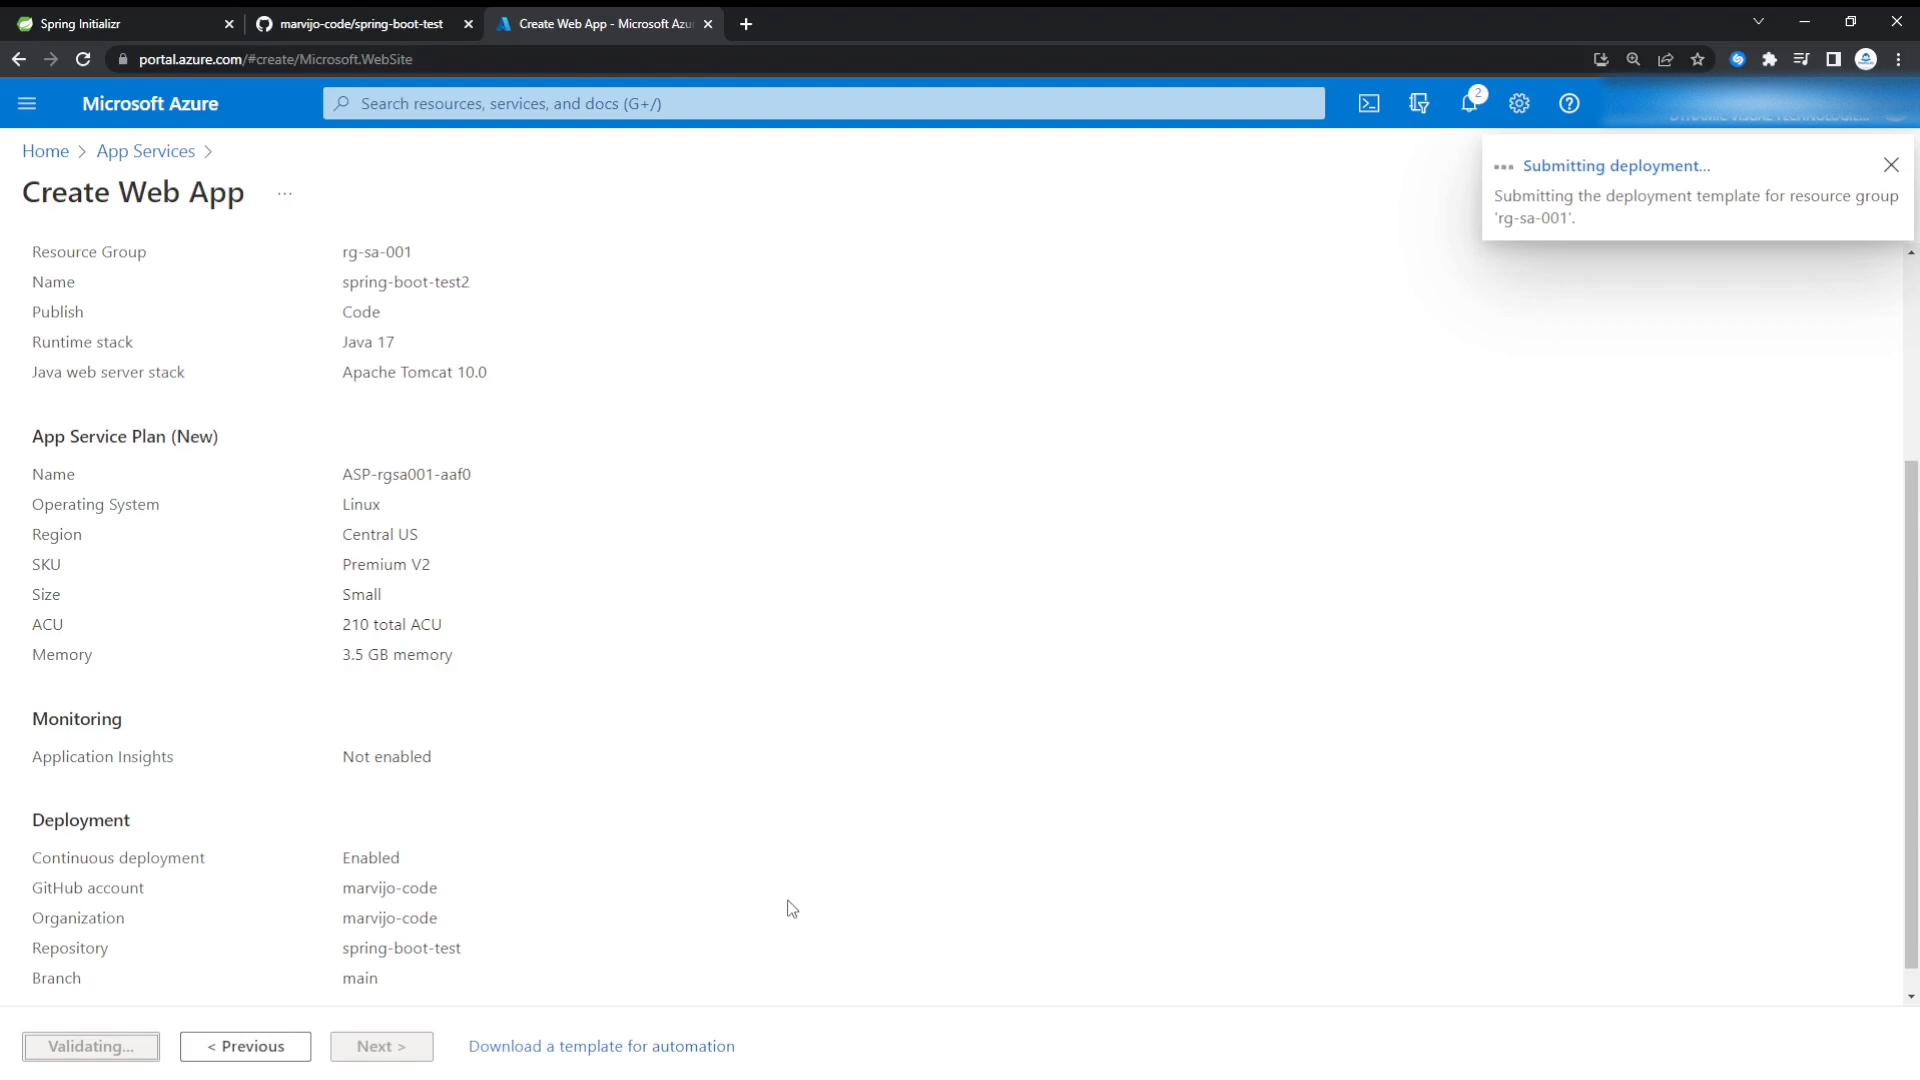 Spring Initializr
marvijo-code/spring-boot-test
Create Web App - Microsoft Azu
portal.azure.com/#create/Microsoft.WebSite
Microsoft Azure
Search resources, services, and docs (G+/)
2
Home > App Services >
Submitting deployment...
Submitting the deployment template for resource group
'rg-sa-001'.
Create Web App ...
Resource Group rg-sa-001
Name spring-boot-test2
Publish Code
Runtime stack Java 17
Java web server stack Apache Tomcat 10.0
App Service Plan (New)
Name ASP-rgsa001-aaf0
Operating System Linux
Region Central US
SKU Premium V2
Size Small
ACU 210 total ACU
Memory 3.5 GB memory
Monitoring
Application Insights Not enabled
Deployment
Continuous deployment Enabled
GitHub account marvijo-code
Organization marvijo-code
Repository spring-boot-test
Branch main
Validating... < Previous Next > Download a template for automation